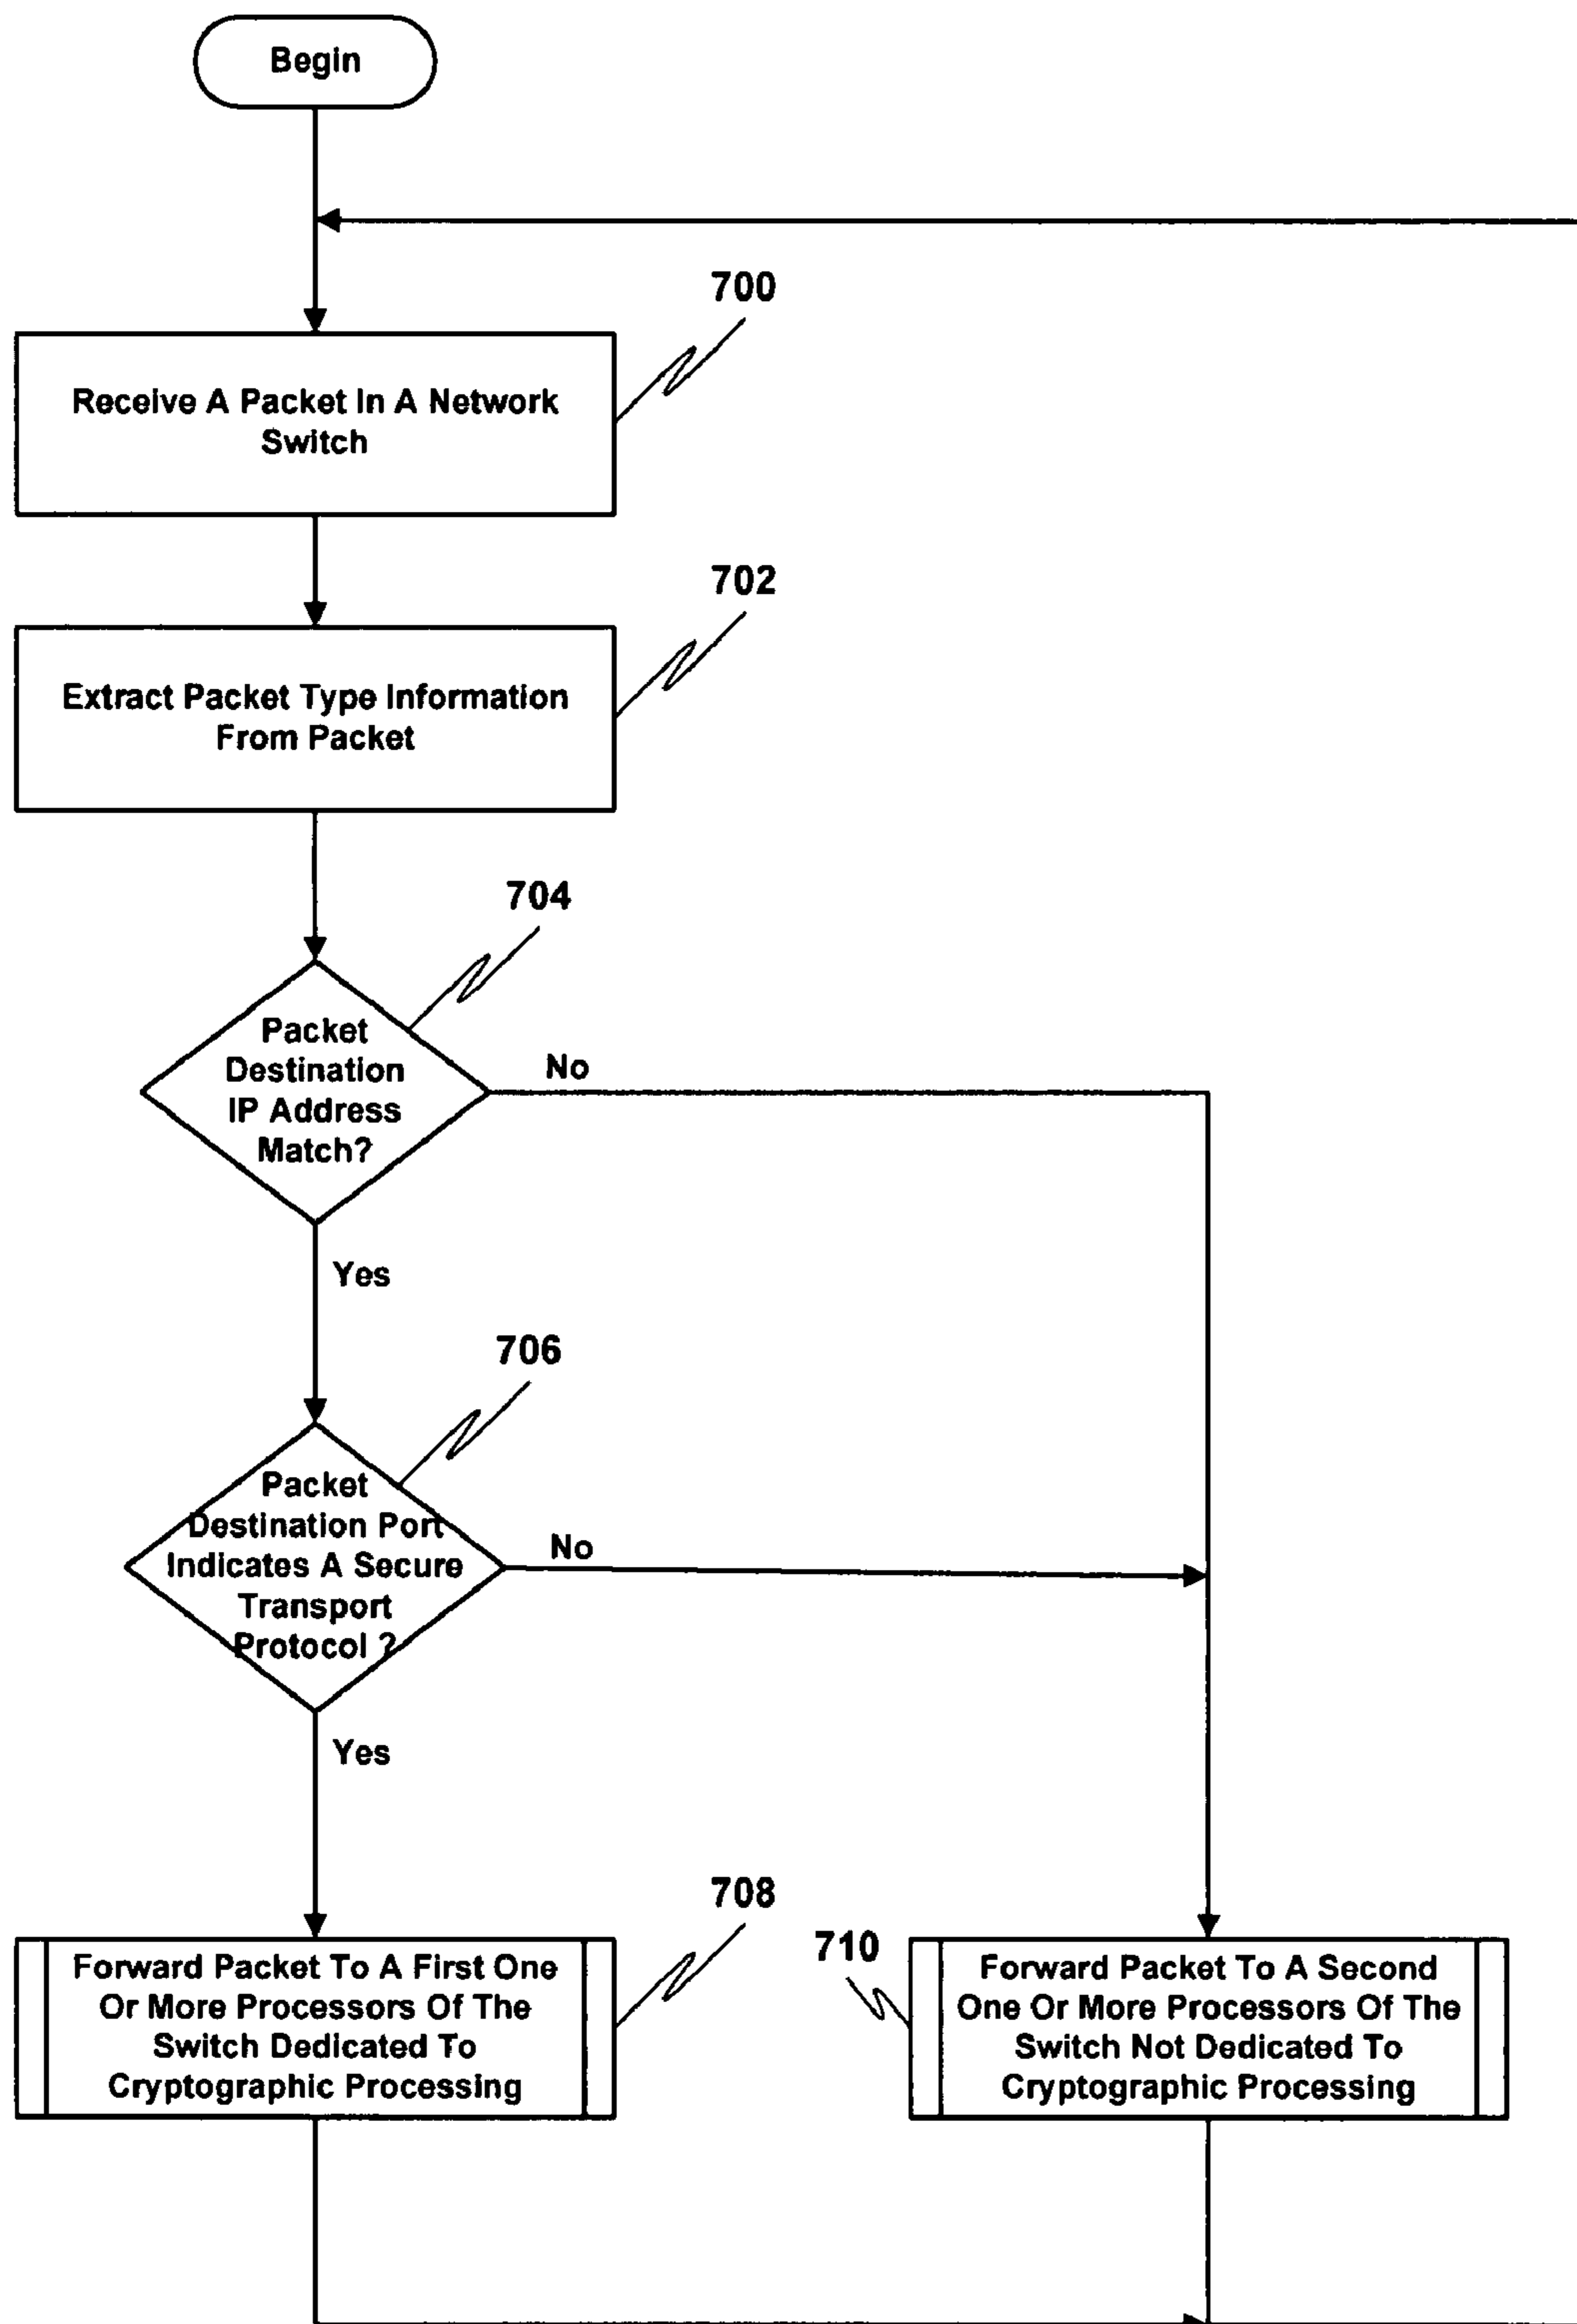 Begin
700
Receive A Packet In A Network
Switch
702
Extract Packet Type Information
From Packet
704
Packet
Destination
IP Address
Match?
No
Yes
706
Packet
Destination Port
Indicates A Secure
Transport
Protocol ?
No
Yes
708
Forward Packet To A First One
Or More Processors Of The
Switch Dedicated To
Cryptographic Processing
710
Forward Packet To A Second
One Or More Processors Of The
Switch Not Dedicated To
Cryptographic Processing